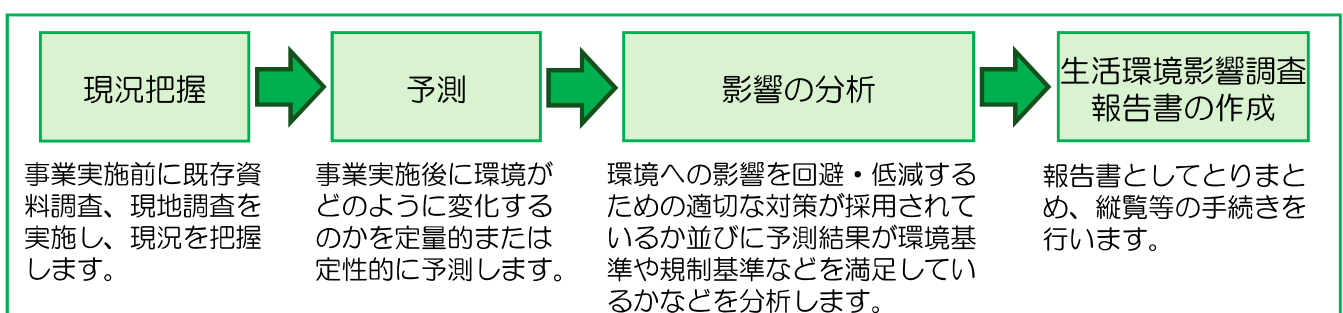 現況把握
事業実施前に既存資
料調査、現地調査を
実施し、現況を把握
します。
予測
事業実施後に環境が
どのように変化する
のかを定量的または
定性的に予測します。
影響の分析
環境への影響を回避・低減する
ための適切な対策が採用されて
いるか並びに予測結果が環境基
準や規制基準などを満足してい
るかなどを分析します。
生活環境影響調査
報告書の作成
報告書としてとりまと
め、縦覧等の手続きを
行います。